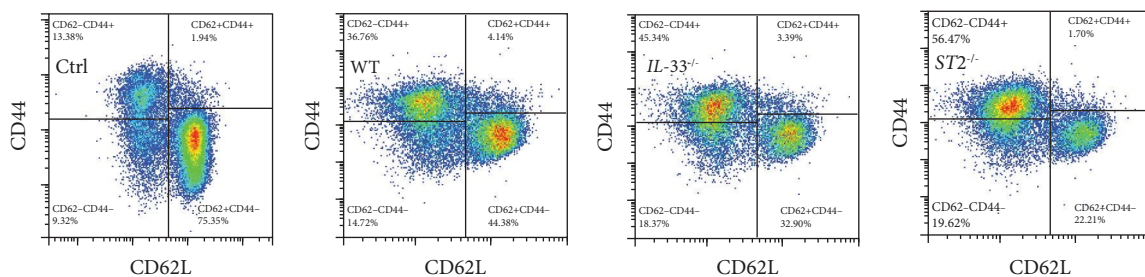 CD62–CD44+
13.38%
CD62+CD44+
1.94%
Ctrl
CD62–CD44–
9.32%
CD62+CD44–
75.35%
CD44
CD62L
CD62–CD44+
36.76%
CD62+CD44+
4.14%
WT
CD62–CD44–
14.72%
CD62+CD44–
44.38%
CD44
CD62L
CD62–CD44+
45.34%
CD62+CD44+
3.39%
IL-33-/-
CD62–CD44–
18.37%
CD62+CD44–
32.90%
CD44
CD62L
CD62–CD44+
56.47%
CD62+CD44+
1.70%
ST2-/-
CD62–CD44–
19.62%
CD62+CD44–
22.21%
CD44
CD62L